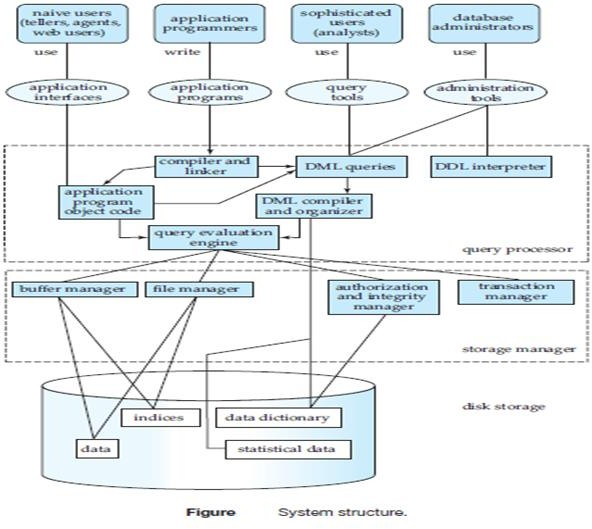 naive users
(tellers, agents,
web users)
application
programmers
sophisticated
users
(analysts)
database
administrators
use
write
use
use
application
interfaces
application
programs
query
tools
administration
tools
compiler and
linker
DML queries
DDL interpreter
application
program
object code
DML compiler
and organizer
query evaluation
engine
query processor
buffer manager
file manager
authorization
and integrity
manager
transaction
manager
storage manager
disk storage
indices
data dictionary
data
statistical data
Figure System structure.